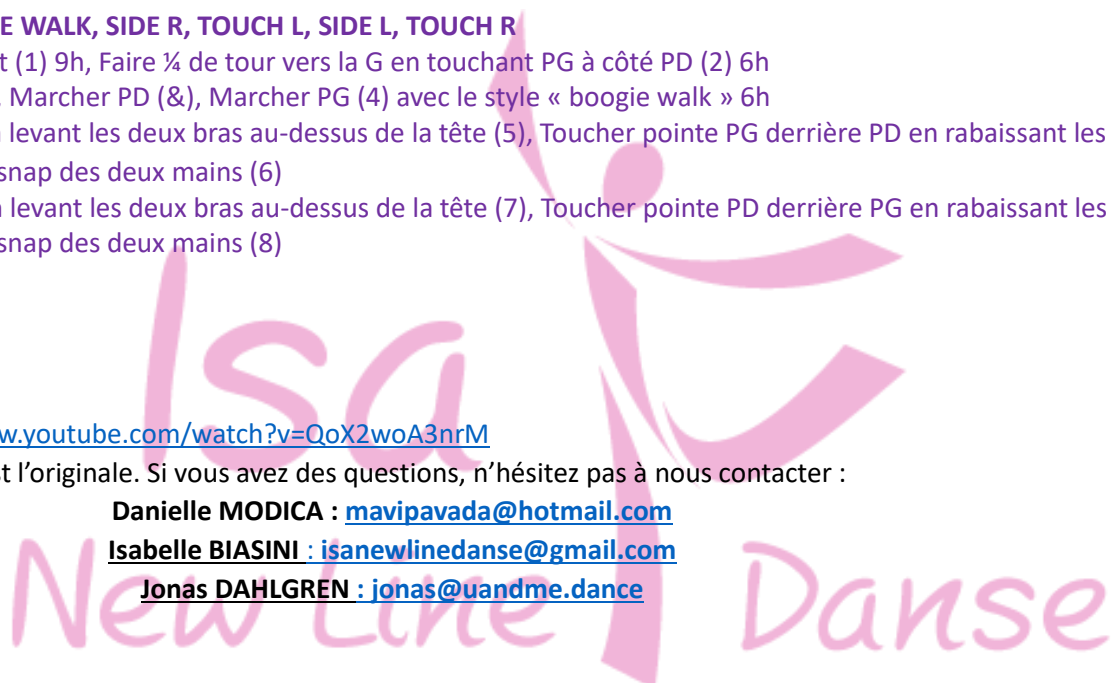 E WALK, SIDE R, TOUCH L, SIDE L, TOUCH R
t (1) 9h, Faire ¼ de tour vers la G en touchant PG à côté PD (2) 6h
. Marcher PD (&), Marcher PG (4) avec le style « boogie walk » 6h
levant les deux bras au-dessus de la tête (5), Toucher pointe PG derrière PD en rabaissant les
snap des deux mains (6)
levant les deux bras au-dessus de la tête (7), Toucher pointe PD derrière PG en rabaissant les
snap des deux mains (8)
Isa
w.youtube.com/watch?v=QoX2woA3nrM
t l’originale. Si vous avez des questions, n’hésitez pas à nous contacter :
Danielle MODICA : mavipavada@hotmail.com
Isabelle BIASINI : isanewlinedanse@gmail.com
Jonas DAHLGREN : jonas@uandme.dance
New Line Danse